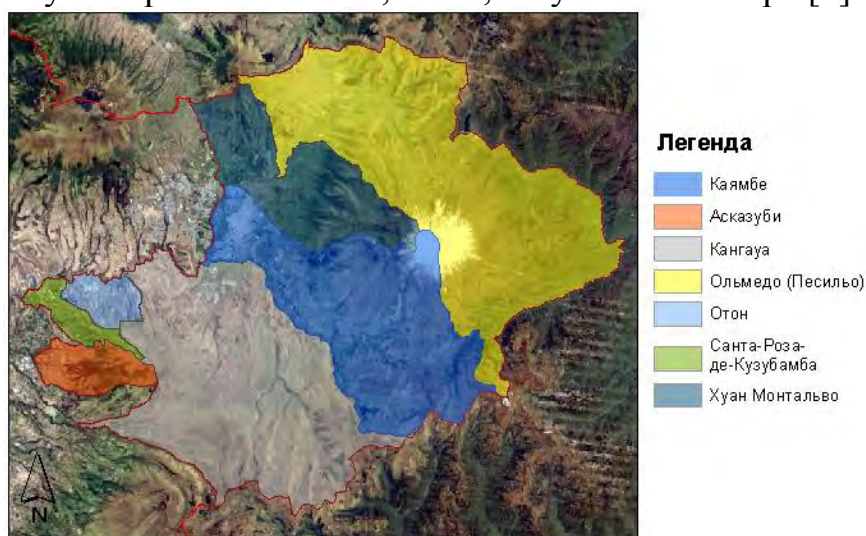 [
Легенда
Каямбе
Асказуби
Кангауа
Ольмедо (Песильо)
Отон
Санта-Роза-
де-Кузубамба
Хуан Монтальво
N